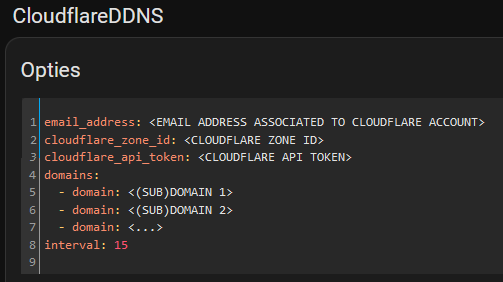 CloudflareDDNS
Opties
1 email_address: <EMAIL ADDRESS ASSOCIATED TO CLOUDFLARE ACCOUNT>
2 cloudflare_zone_id: <CLOUDFLARE ZONE ID>
3 cloudflare_api_token: <CLOUDFLARE API TOKEN>
4 domains:
5   - domain: <(SUB)DOMAIN 1>
6   - domain: <(SUB)DOMAIN 2>
7   - domain: <...>
8 interval: 15
9